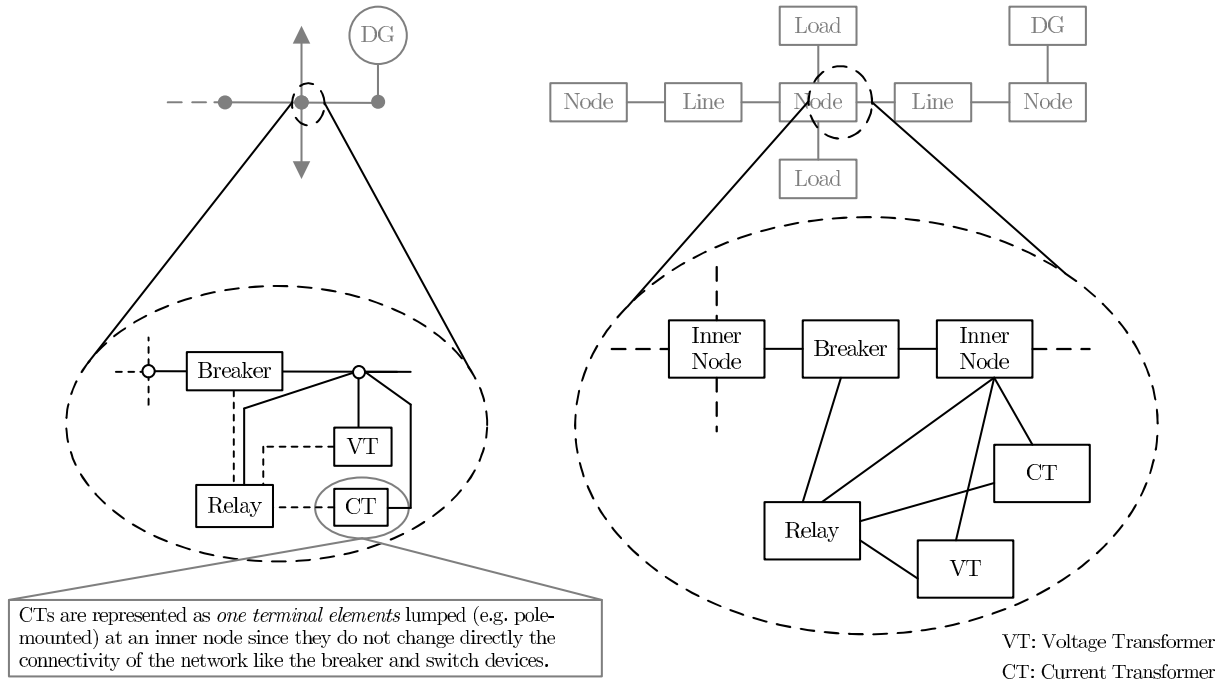 DG
Load
DG
Node
Line
Node
Line
Node
Load
Breaker
VT
Relay
CT
Inner
Node
Breaker
Inner
Node
CT
Relay
VT
CTs are represented as one terminal elements lumped (e.g. pole-
mounted) at an inner node since they do not change directly the
connectivity of the network like the breaker and switch devices.
VT: Voltage Transformer
CT: Current Transformer